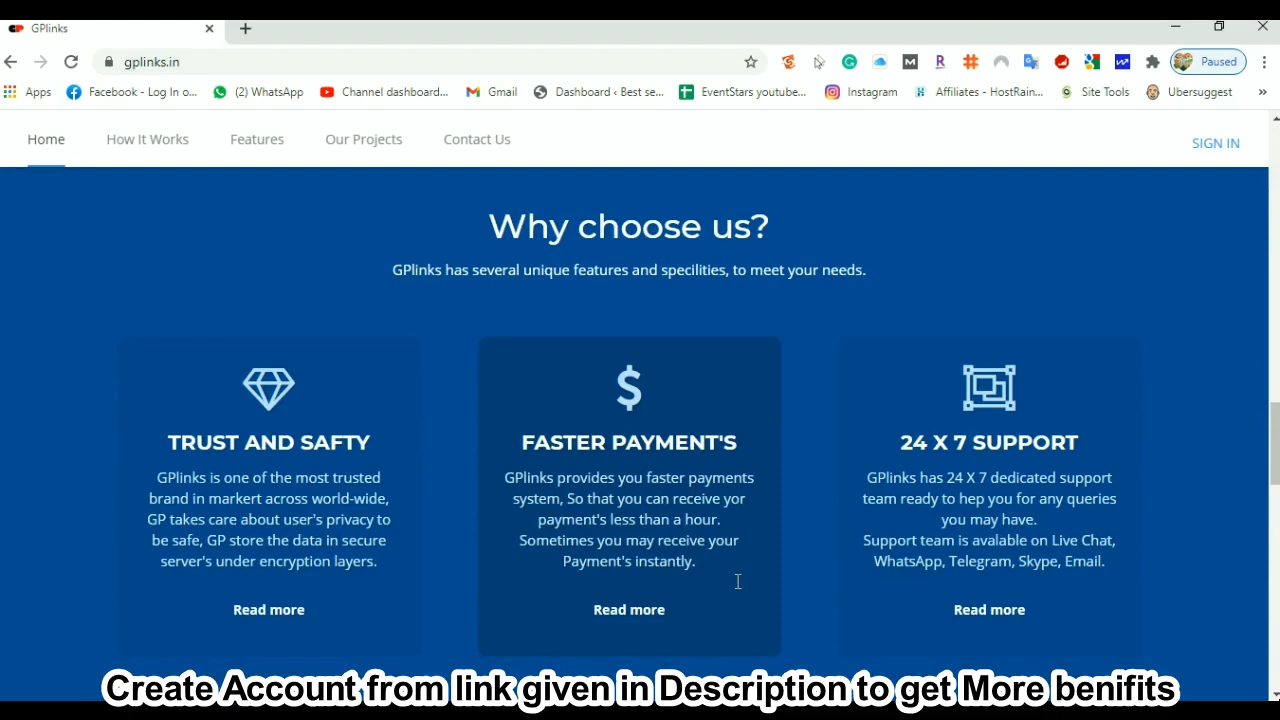 GPlinks
gplinks.in
Paused
Apps
Facebook - Log In o...
(2) WhatsApp
Channel dashboard...
Gmail
Dashboard ‹ Best se...
EventStars youtube...
Instagram
Affiliates - HostRain...
Site Tools
Ubersuggest
»
Home
How It Works
Features
Our Projects
Contact Us
SIGN IN
Why choose us?
GPlinks has several unique features and specilities, to meet your needs.
TRUST AND SAFTY
GPlinks is one of the most trusted
brand in markert across world-wide,
GP takes care about user's privacy to
be safe, GP store the data in secure
server's under encryption layers.
Read more
FASTER PAYMENT'S
GPlinks provides you faster payments
system, So that you can receive yor
payment's less than a hour.
Sometimes you may receive your
Payment's instantly.
Read more
24 X 7 SUPPORT
GPlinks has 24 X 7 dedicated support
team ready to hep you for any queries
you may have.
Support team is avalable on Live Chat,
WhatsApp, Telegram, Skype, Email.
Read more
Create Account from link given in Description to get More benifits